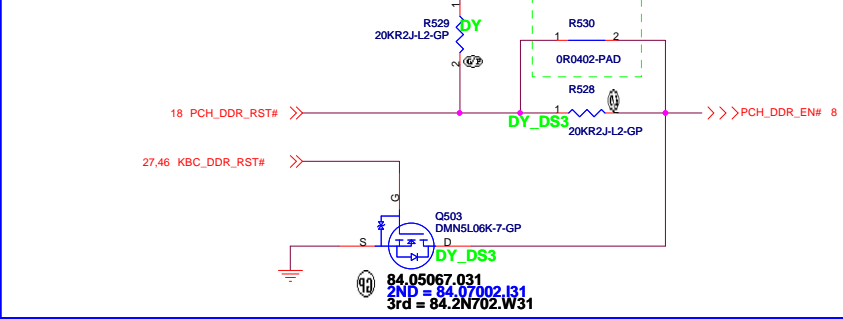 1
R529
DY
20KR2J-L2-GP
2
R530
1
2
0R0402-PAD
R528
18 PCH_DDR_RST#
1
PCH_DDR_EN# 8
DY_DS3
20KR2J-L2-GP
27,46 KBC_DDR_RST#
G
Q503
DMN5L06K-7-GP
S
D
DY_DS3
84.05067.031
2ND = 84.07002.I31
3rd = 84.2N702.W31